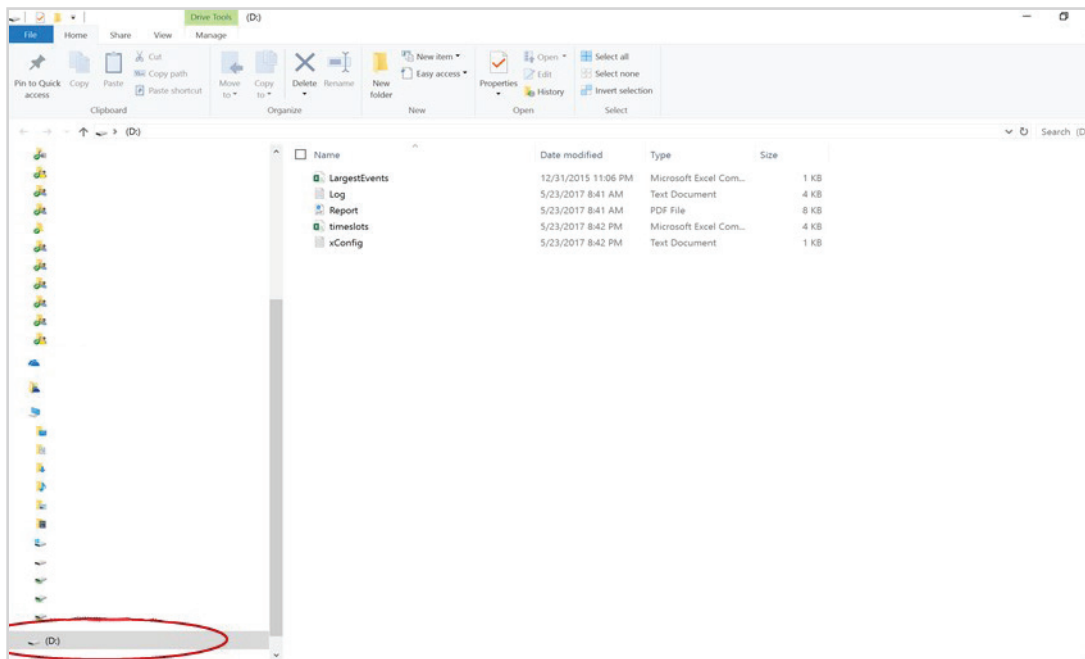 Drive Tools (D:)
File Home Share View Manage
Pin to Quick access
Copy
Paste
Cut
Copy path
Paste shortcut
Clipboard
Move to
Copy to
Delete
Rename
Organize
New folder
New item
Easy access
New
Properties
Open
Edit
History
Open
Select all
Select none
Invert selection
Select
(D:)
Search (D
Name Date modified Type Size
LargestEvents 12/31/2015 11:06 PM Microsoft Excel Com... 1 KB
Log 5/23/2017 8:41 AM Text Document 4 KB
Report 5/23/2017 8:41 AM PDF File 8 KB
timeslots 5/23/2017 8:42 PM Microsoft Excel Com... 4 KB
xConfig 5/23/2017 8:42 PM Text Document 1 KB
(D:)